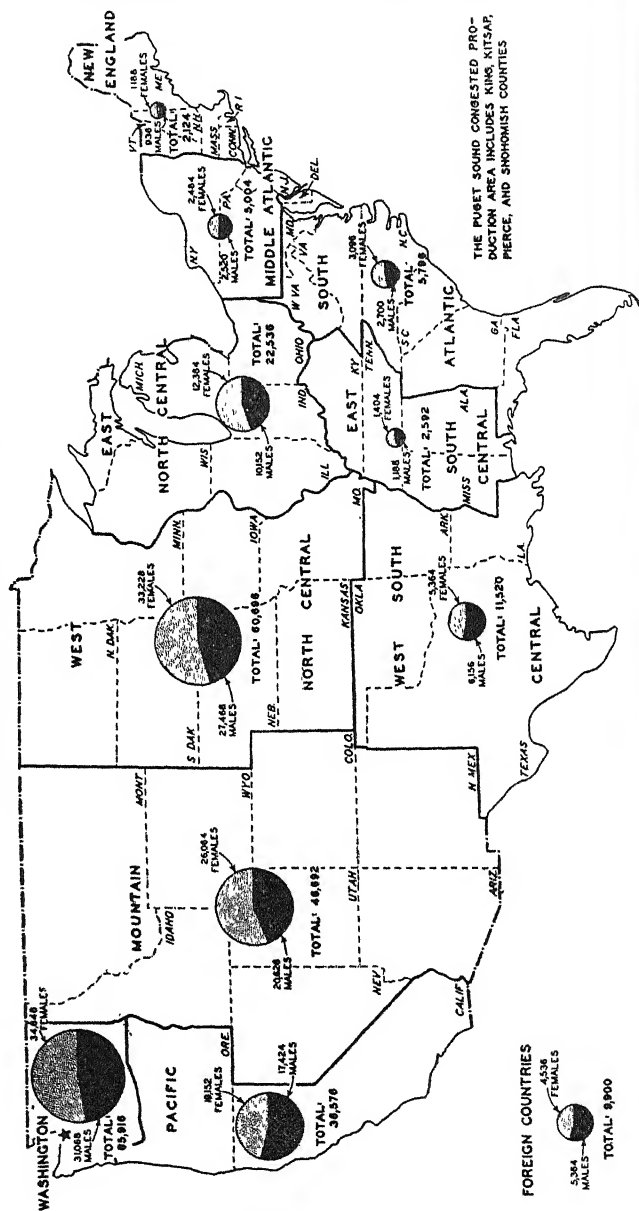 WASHINGTON
34,848
FEMALES
31,068
MALES
TOTAL:
65,916
PACIFIC
ORE.
19,152
FEMALES
17,424
MALES
TOTAL:
36,576
CALIF.
NEV.
MOUNTAIN
MONT.
IDAHO
WYO.
26,064
FEMALES
20,628
MALES
TOTAL: 46,692
UTAH
COLO.
ARIZ.
N MEX.
WEST
N. DAK.
MINN.
33,228
FEMALES
27,468
MALES
S DAK
TOTAL: 60,696
IOWA
NEB.
NORTH CENTRAL
KANSAS
MO.
EAST
NORTH CENTRAL
MICH.
WIS
12,384
FEMALES
10,152
MALES
TOTAL:
22,536
ILL
IND.
OHIO
NEW
ENGLAND
1188
FEMALES
ME.
VT.
936
MALES
TOTAL:
2,124
N.H.
MASS.
CONN.
R I
N.Y.
2,484
FEMALES
PA.
2,520
MALES
TOTAL: 5,004
MIDDLE ATLANTIC
N.J.
DEL.
MD.
W VA
VA
SOUTH
3,096
FEMALES
N.C.
2,700
MALES
TOTAL:
5,796
S C
ATLANTIC
GA
FLA.
EAST
KY
TENN.
1,404
FEMALES
1,188
MALES
TOTAL: 2,592
SOUTH
CENTRAL
ALA.
MISS
OKLA
ARK.
WEST SOUTH
5,364
FEMALES
6,156
MALES
TOTAL: 11,520
CENTRAL
LA.
TEXAS
FOREIGN COUNTRIES
4,536
FEMALES
5,364
MALES
TOTAL: 9,900
THE PUGET SOUND CONGESTED PRO-
DUCTION AREA INCLUDES KING, KITSAP,
PIERCE, AND SNOHOMISH COUNTIES